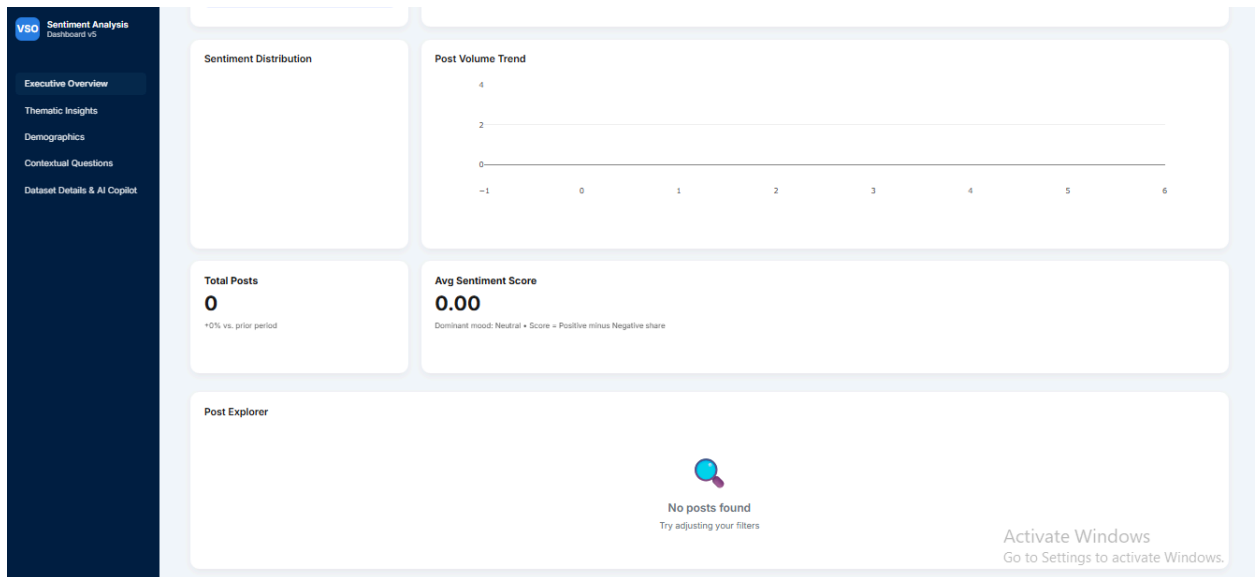 VSO
Sentiment Analysis
Dashboard v5
Executive Overview
Thematic Insights
Demographics
Contextual Questions
Dataset Details & AI Copilot
Sentiment Distribution
Post Volume Trend
4
2
0
−1 0 1 2 3 4 5 6
Total Posts
0
+0% vs. prior period
Avg Sentiment Score
0.00
Dominant mood: Neutral • Score = Positive minus Negative share
Post Explorer
No posts found
Try adjusting your filters
Activate Windows
Go to Settings to activate Windows.